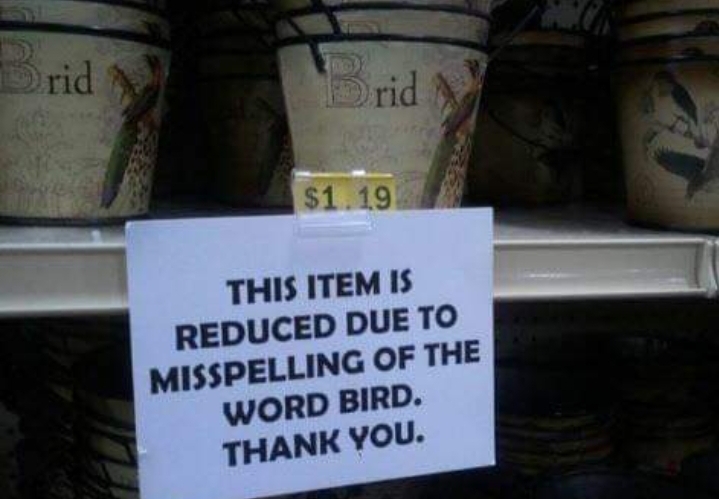 Brid
Brid
$1.19
THIS ITEM IS
REDUCED DUE TO
MISSPELLING OF THE
WORD BIRD.
THANK YOU.